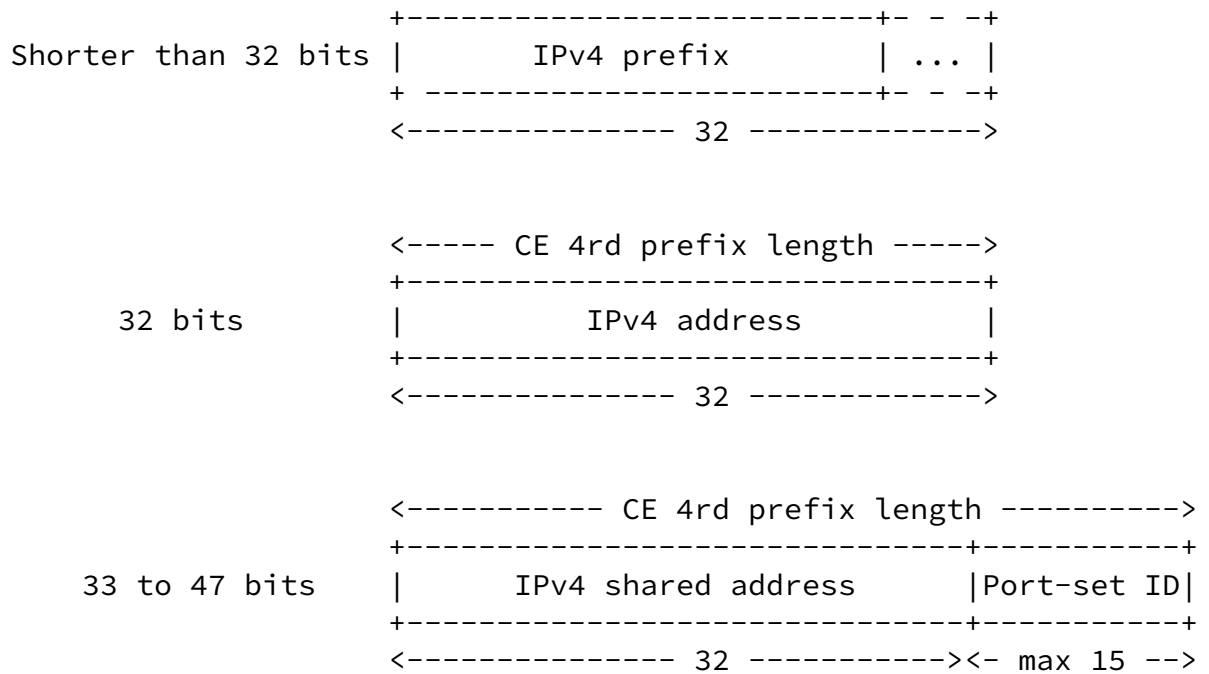 +--------------------------+- - -+
Shorter than 32 bits | IPv4 prefix | ... |
+ -------------------------+- - -+
<--------------- 32 ------------->
<----- CE 4rd prefix length ----->
+--------------------------------+
32 bits | IPv4 address |
+--------------------------------+
<--------------- 32 ------------->
<----------- CE 4rd prefix length ---------->
+-------------------------------+-----------+
33 to 47 bits | IPv4 shared address |Port-set ID|
+-------------------------------+-----------+
<--------------- 32 -----------><- max 15 -->